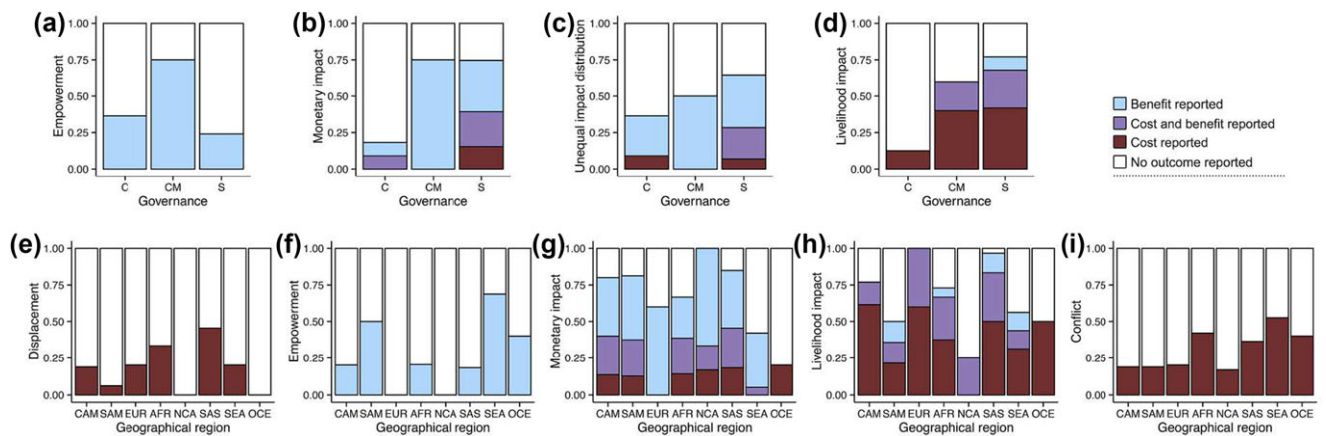 (a)
Empowerment
1.00
0.75
0.50
0.25
0.00
C CM S
Governance
(b)
Monetary impact
1.00
0.75
0.50
0.25
0.00
C CM S
Governance
(c)
Unequal impact distribution
1.00
0.75
0.50
0.25
0.00
C CM S
Governance
(d)
Livelihood impact
1.00
0.75
0.50
0.25
0.00
C CM S
Governance
Benefit reported
Cost and benefit reported
Cost reported
No outcome reported
(e)
Displacement
1.00
0.75
0.50
0.25
0.00
CAM SAM EUR AFR NCA SAS SEA OCE
Geographical region
(f)
Empowerment
1.00
0.75
0.50
0.25
0.00
CAM SAM EUR AFR NCA SAS SEA OCE
Geographical region
(g)
Monetary impact
1.00
0.75
0.50
0.25
0.00
CAM SAM EUR AFR NCA SAS SEA OCE
Geographical region
(h)
Livelihood impact
1.00
0.75
0.50
0.25
0.00
CAM SAM EUR AFR NCA SAS SEA OCE
Geographical region
(i)
Conflict
1.00
0.75
0.50
0.25
0.00
CAM SAM EUR AFR NCA SAS SEA OCE
Geographical region